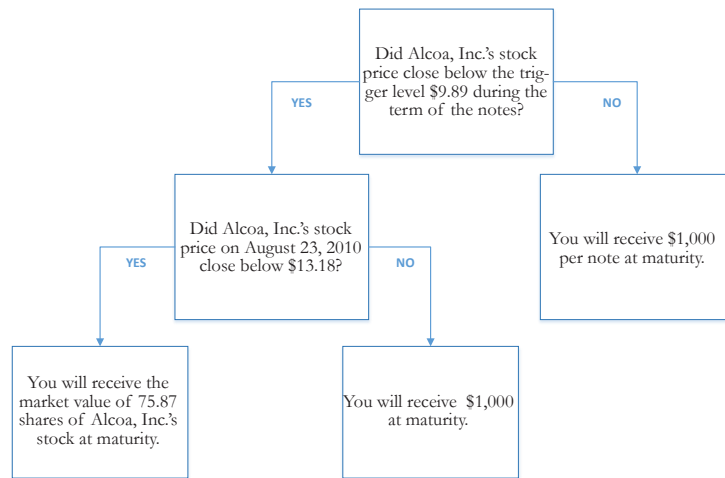 Did Alcoa, Inc.'s stock
price close below the trig-
ger level $9.89 during the
term of the notes?
YES
NO
Did Alcoa, Inc.'s stock
price on August 23, 2010
close below $13.18?
You will receive $1,000
per note at maturity.
YES
NO
You will receive the
market value of 75.87
shares of Alcoa, Inc.'s
stock at maturity.
You will receive $1,000
at maturity.